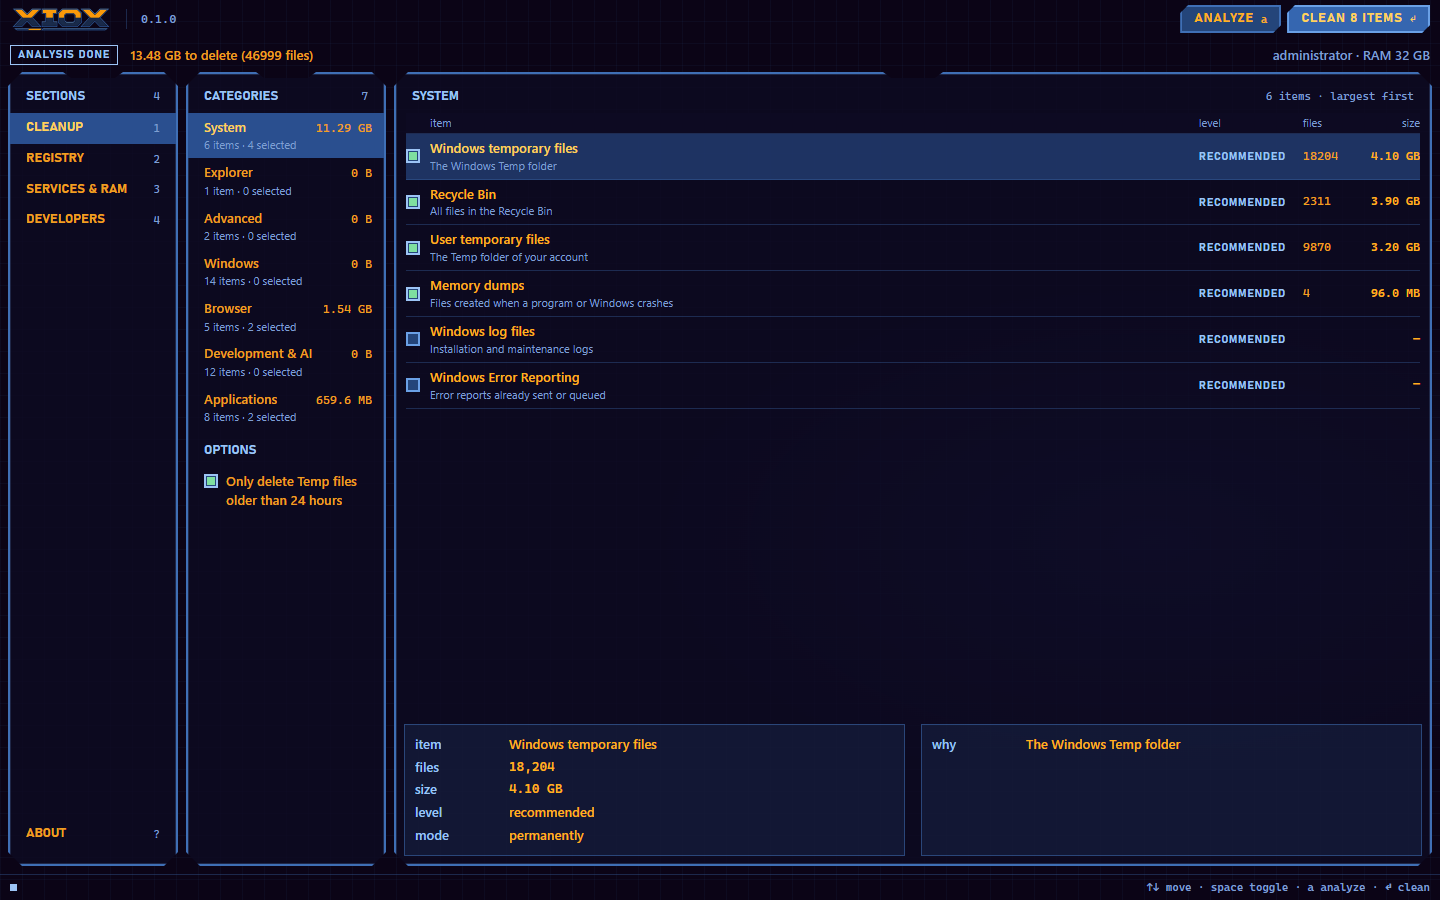 XIOX
0.1.0
ANALYZE a
CLEAN 8 ITEMS ↲
ANALYSIS DONE
13.48 GB to delete (46999 files)
administrator · RAM 32 GB
SECTIONS 4
CLEANUP 1
REGISTRY 2
SERVICES & RAM 3
DEVELOPERS 4
ABOUT ?
CATEGORIES 7
System 11.29 GB
6 items · 4 selected
Explorer 0 B
1 item · 0 selected
Advanced 0 B
2 items · 0 selected
Windows 0 B
14 items · 0 selected
Browser 1.54 GB
5 items · 2 selected
Development & AI 0 B
12 items · 0 selected
Applications 659.6 MB
8 items · 2 selected
OPTIONS
Only delete Temp files
older than 24 hours
SYSTEM
6 items · largest first
item level files size
Windows temporary files RECOMMENDED 18204 4.10 GB
The Windows Temp folder
Recycle Bin RECOMMENDED 2311 3.90 GB
All files in the Recycle Bin
User temporary files RECOMMENDED 9870 3.20 GB
The Temp folder of your account
Memory dumps RECOMMENDED 4 96.0 MB
Files created when a program or Windows crashes
Windows log files RECOMMENDED –
Installation and maintenance logs
Windows Error Reporting RECOMMENDED –
Error reports already sent or queued
item Windows temporary files
files 18,204
size 4.10 GB
level recommended
mode permanently
why The Windows Temp folder
↑↓ move · space toggle · a analyze · ↲ clean